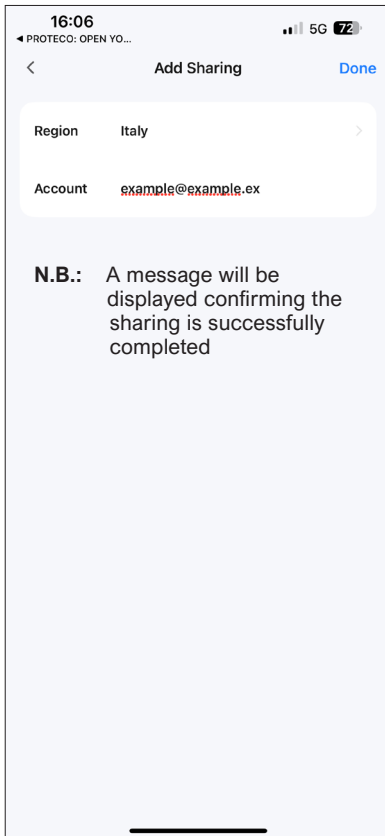 16:06
5G 72
◀ PROTECO: OPEN YO...
Add Sharing
Done
Region Italy
Account example@example.ex
N.B.: A message will be
displayed confirming the
sharing is successfully
completed